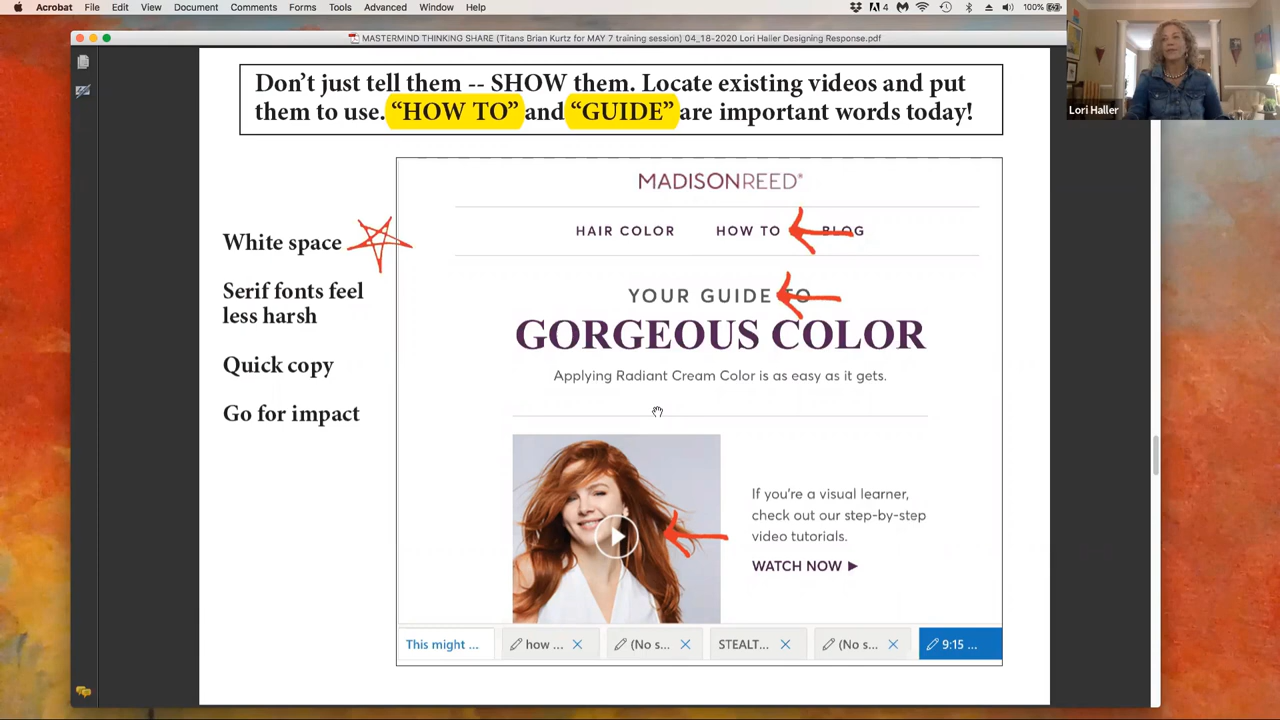 Acrobat File Edit View Document Comments Forms Tools Advanced Window Help 4 100%
MASTERMIND THINKING SHARE (Titans Brian Kurtz for MAY 7 training session) 04_18-2020 Lori Haller Designing Response.pdf
Lori Haller
Don't just tell them -- SHOW them. Locate existing videos and put
them to use. “HOW TO” and “GUIDE” are important words today!
White space
Serif fonts feel
less harsh
Quick copy
Go for impact
MADISONREED®
HAIR COLOR HOW TO BLOG
YOUR GUIDE TO
GORGEOUS COLOR
Applying Radiant Cream Color is as easy as it gets.
If you're a visual learner,
check out our step-by-step
video tutorials.
WATCH NOW ▶
This might ... how ... (No s... STEALT... (No s... 9:15 ...